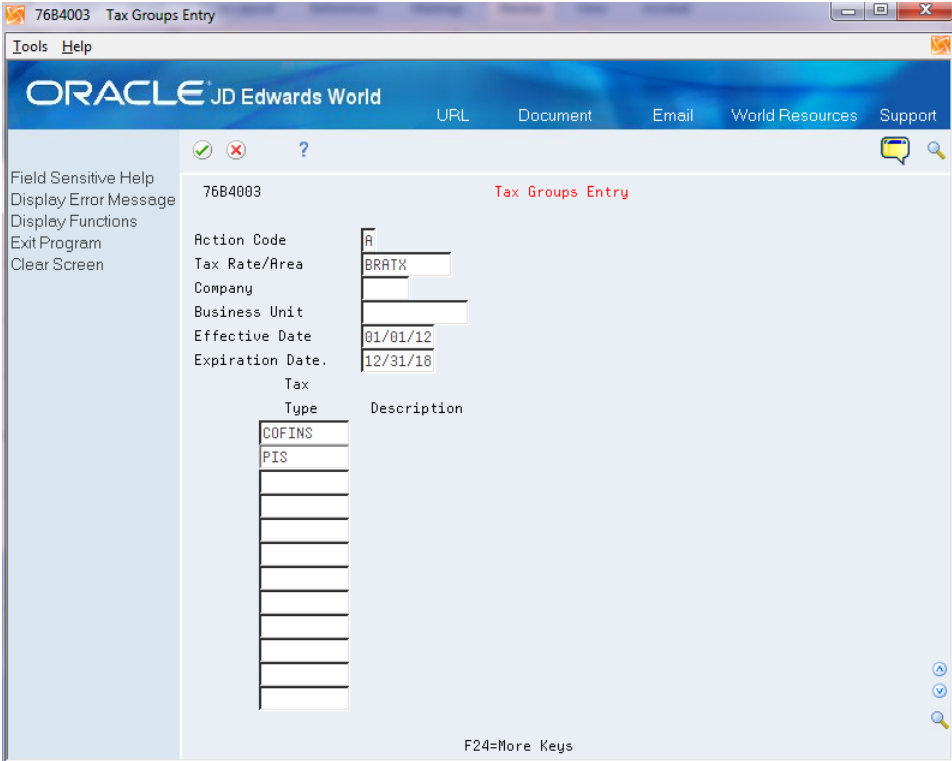 76B4003 Tax Groups Entry
Tools Help
ORACLE JD Edwards World
URL Document Email World Resources Support
?
Field Sensitive Help
Display Error Message
Display Functions
Exit Program
Clear Screen
76B4003 Tax Groups Entry
Action Code A
Tax Rate/Area BRATX
Company
Business Unit
Effective Date 01/01/12
Expiration Date. 12/31/18
Tax
Type Description
COFINS
PIS
F24=More Keys